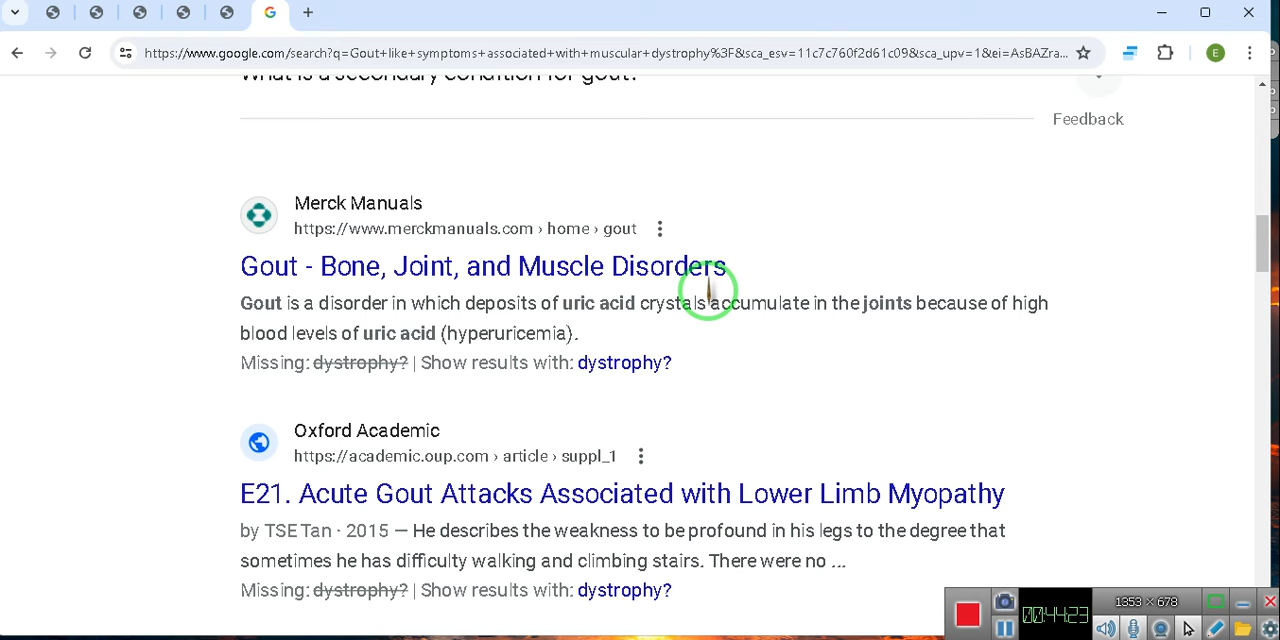 https://www.google.com/search?q=Gout+like+symptoms+associated+with+muscular+dystrophy%3F&sca_esv=11c7c760f2d61c09&sca_upv=1&ei=AsBAZra...
E
What is a secondary condition for gout?
Feedback
Merck Manuals
https://www.merckmanuals.com › home › gout
Gout - Bone, Joint, and Muscle Disorders
Gout is a disorder in which deposits of uric acid crystals accumulate in the joints because of high
blood levels of uric acid (hyperuricemia).
Missing: dystrophy? | Show results with: dystrophy?
Oxford Academic
https://academic.oup.com › article › suppl_1
E21. Acute Gout Attacks Associated with Lower Limb Myopathy
by TSE Tan · 2015 — He describes the weakness to be profound in his legs to the degree that
sometimes he has difficulty walking and climbing stairs. There were no ...
Missing: dystrophy? | Show results with: dystrophy?
1353 × 678
00:44:23